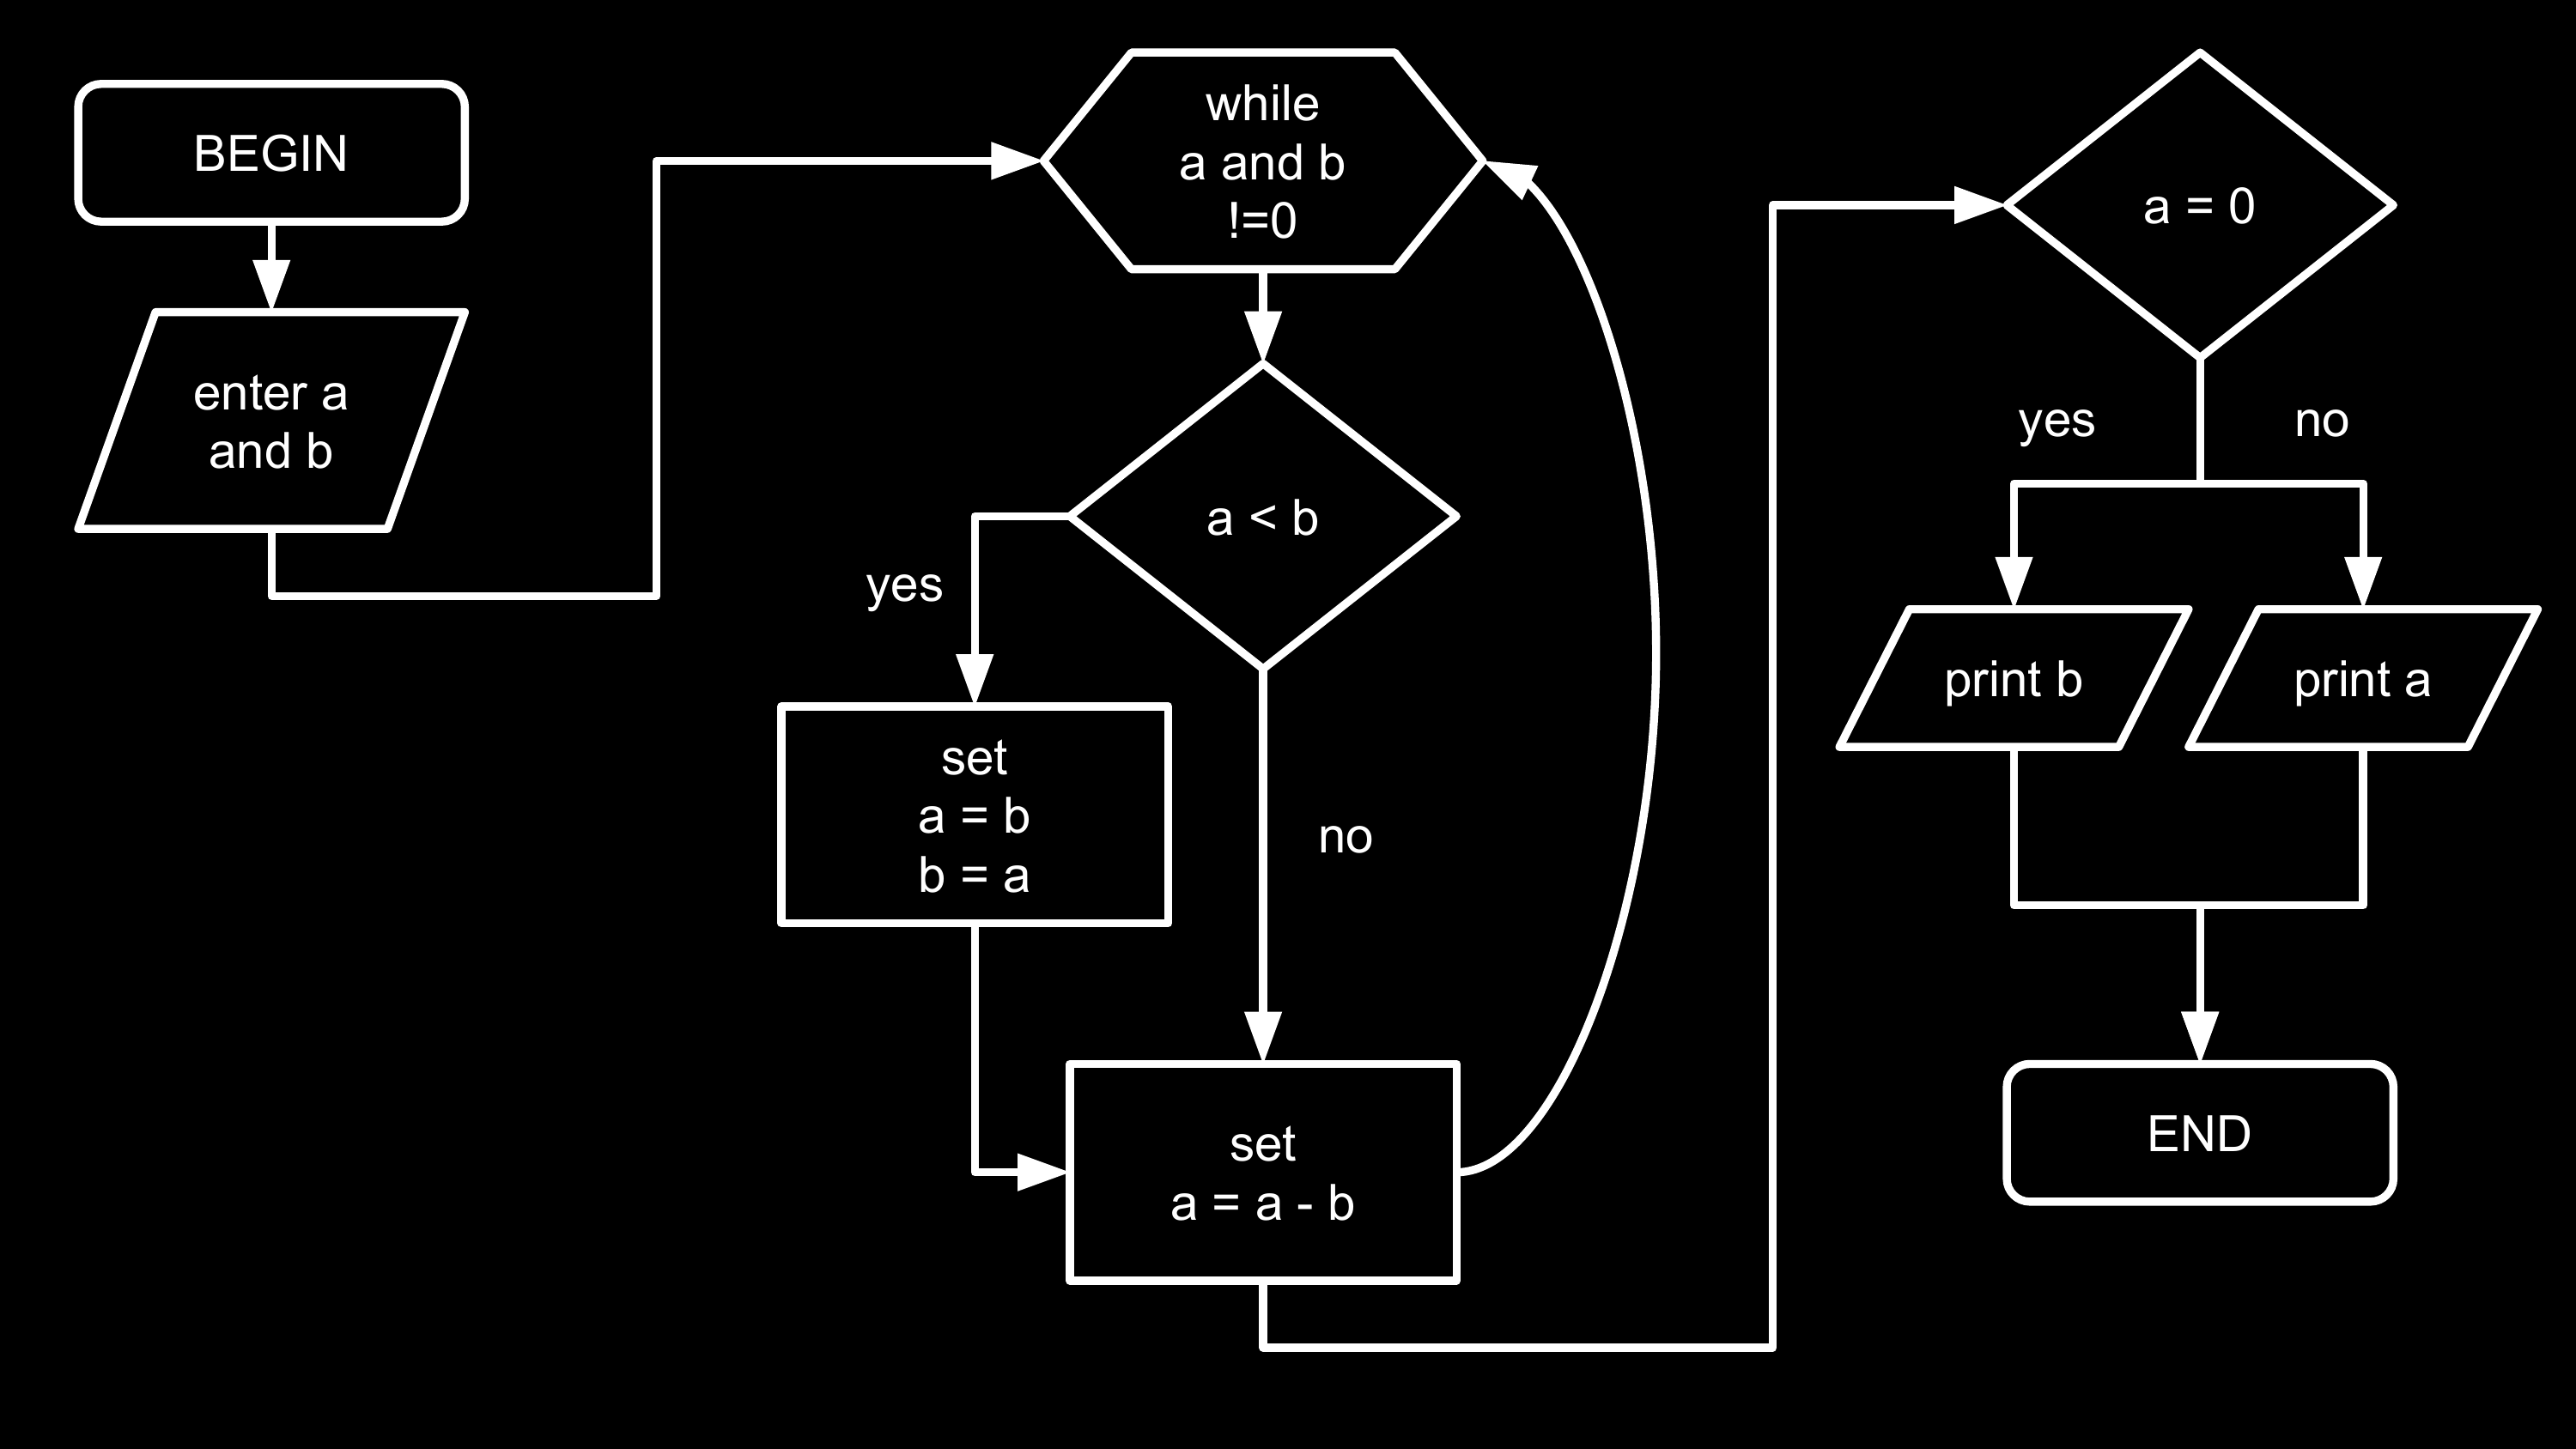 BEGIN
enter a
and b
while
a and b
!=0
a < b
yes
set
a = b
b = a
no
set
a = a - b
a = 0
yes
no
print b
print a
END